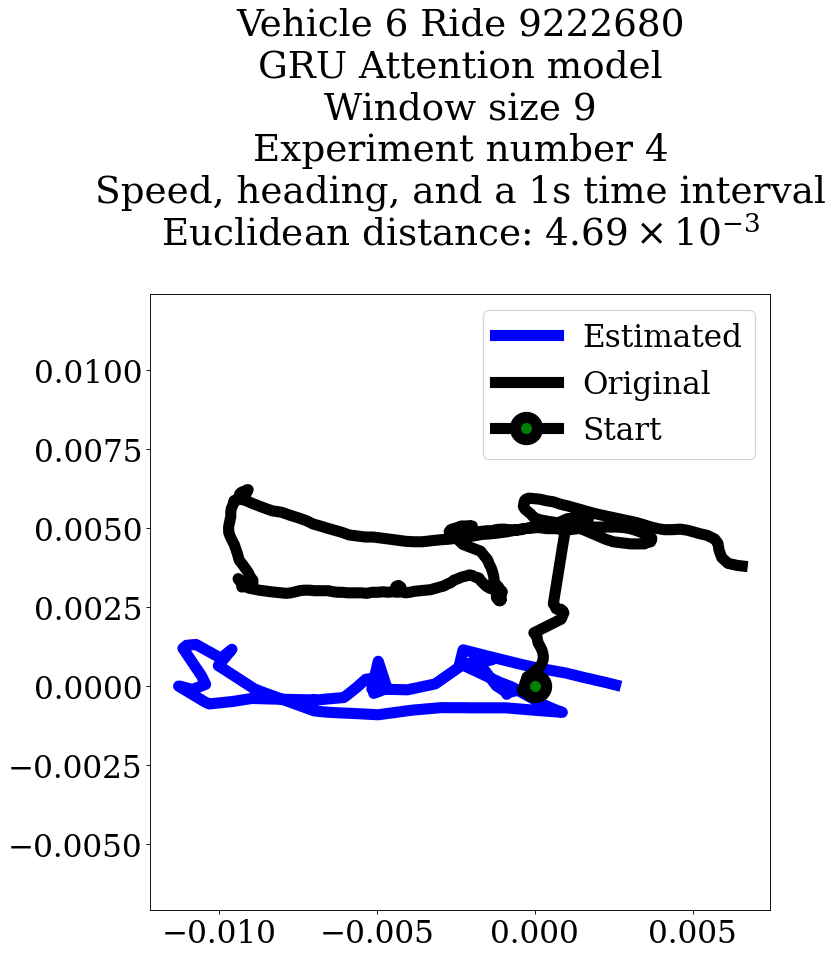 Vehicle 6 Ride 9222680
GRU Attention model
Window size 9
Experiment number 4
Speed, heading, and a 1s time interval
Euclidean distance: 4.69 × 10⁻³
Estimated
Original
Start
0.0100
0.0075
0.0050
0.0025
0.0000
−0.0025
−0.0050
−0.010 −0.005 0.000 0.005